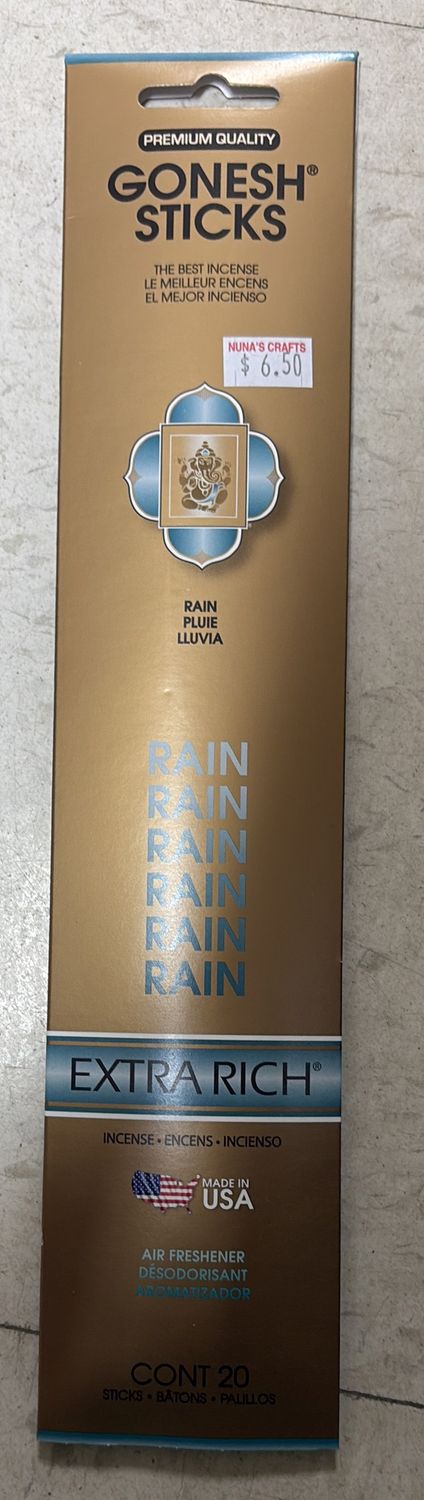 PREMIUM QUALITY
GONESH®
STICKS
THE BEST INCENSE
LE MEILLEUR ENCENS
EL MEJOR INCIENSO
NUNA'S CRAFTS
$ 6.50
RAIN
PLUIE
LLUVIA
RAIN
RAIN
RAIN
RAIN
RAIN
RAIN
EXTRA RICH®
INCENSE • ENCENS • INCIENSO
MADE IN
USA
AIR FRESHENER
DÉSODORISANT
AROMATIZADOR
CONT 20
STICKS • BÂTONS • PALILLOS